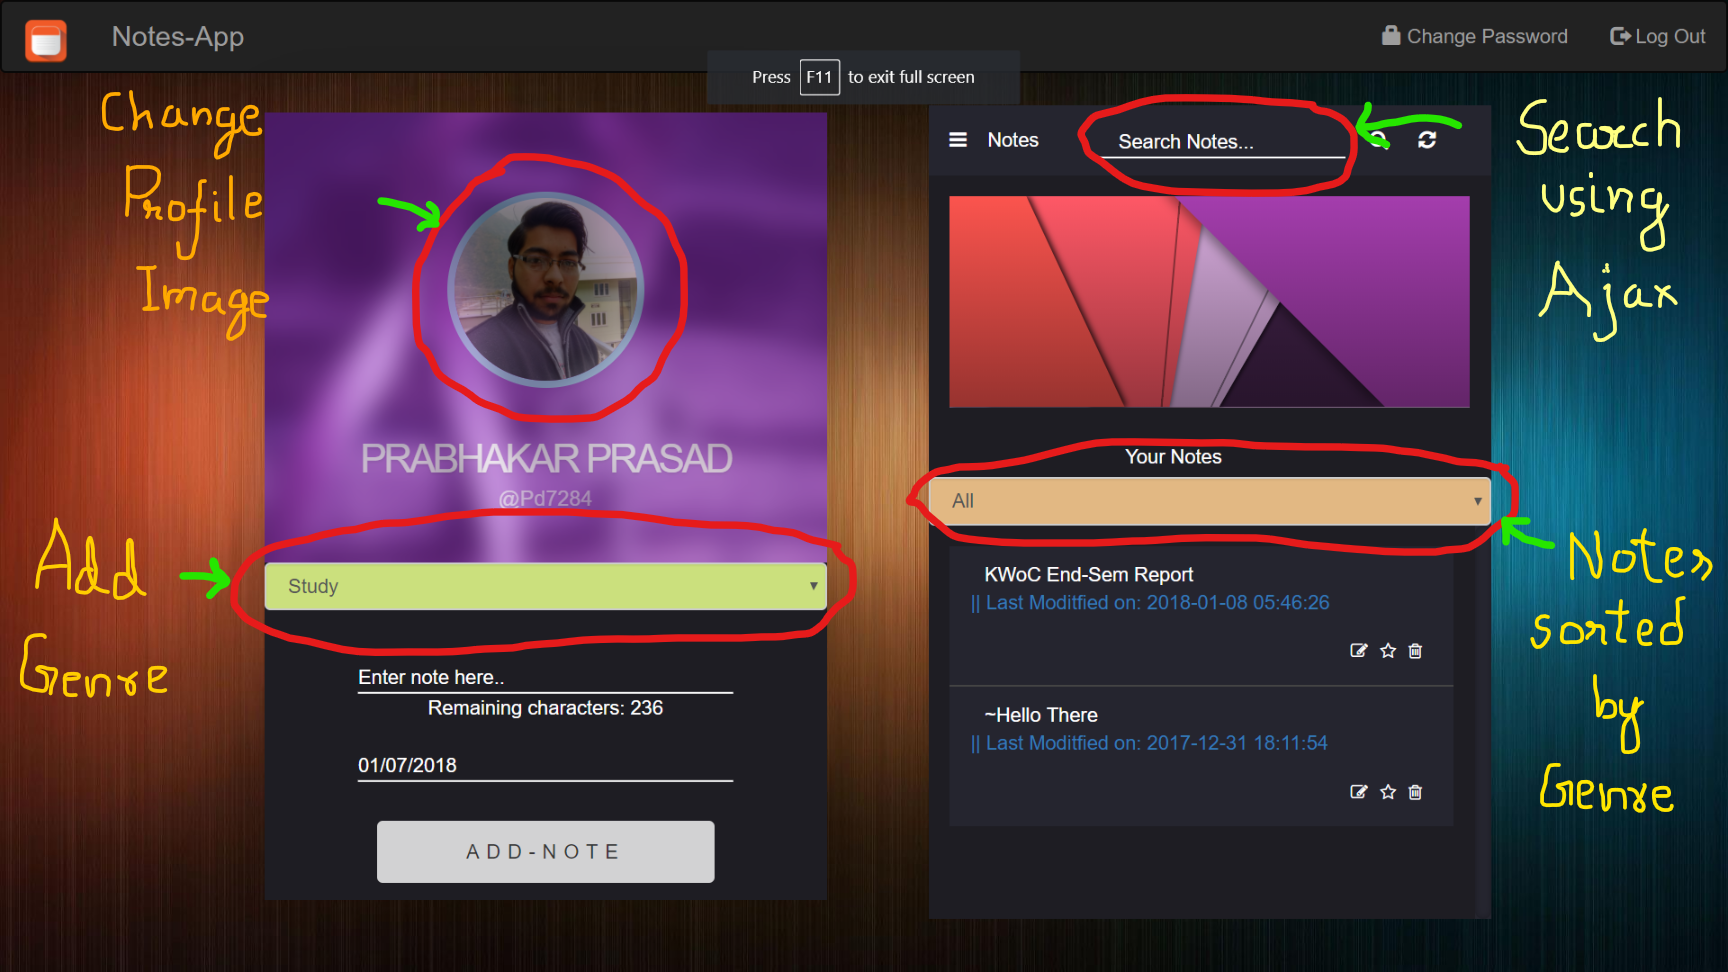 Notes-App
Change Password
Log Out
Press F11 to exit full screen
Change
Profile
Image
PRABHAKAR PRASAD
@Pd7284
Add
Genre
Study
Enter note here..
Remaining characters: 236
01/07/2018
ADD-NOTE
Notes
Search Notes...
Search
using
Ajax
Your Notes
All
Notes
sorted
by
Genre
KWoC End-Sem Report
|| Last Moditfied on: 2018-01-08 05:46:26
~Hello There
|| Last Moditfied on: 2017-12-31 18:11:54